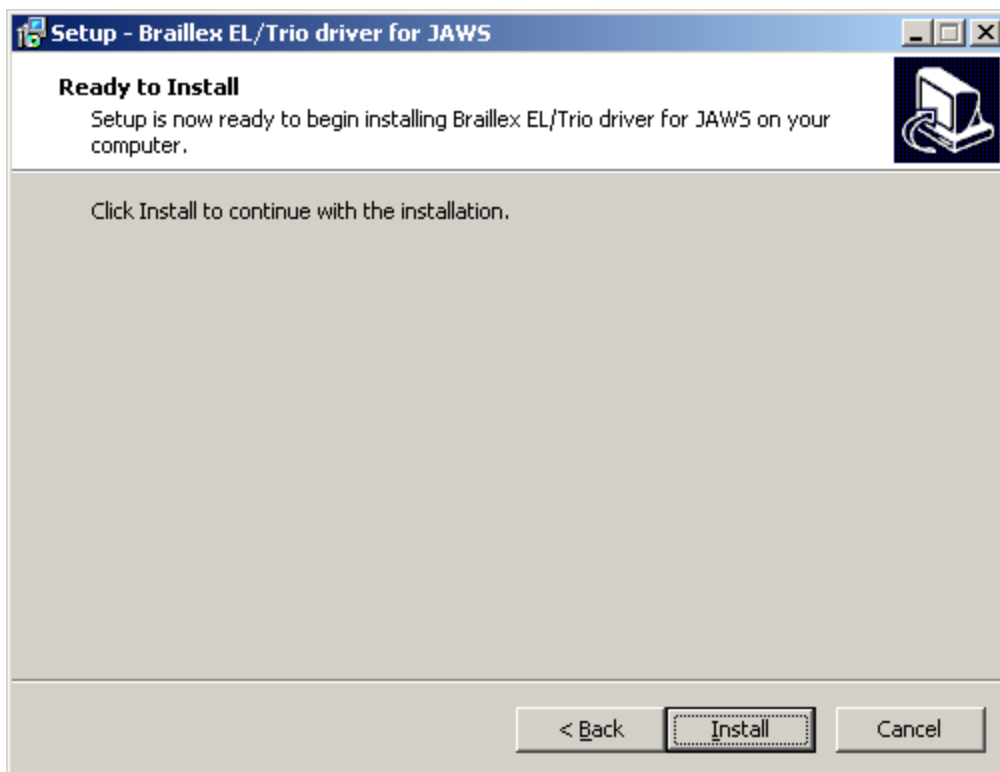 Setup - Braillex EL/Trio driver for JAWS
Ready to Install
Setup is now ready to begin installing Braillex EL/Trio driver for JAWS on your
computer.
Click Install to continue with the installation.
< Back
Install
Cancel